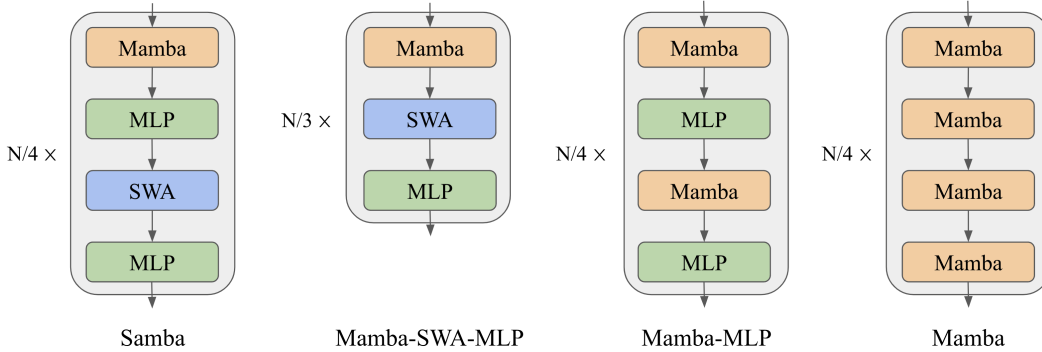 Mamba
MLP
SWA
MLP
N/4 ×
Samba
Mamba
SWA
MLP
N/3 ×
Mamba-SWA-MLP
Mamba
MLP
Mamba
MLP
N/4 ×
Mamba-MLP
Mamba
Mamba
Mamba
Mamba
N/4 ×
Mamba